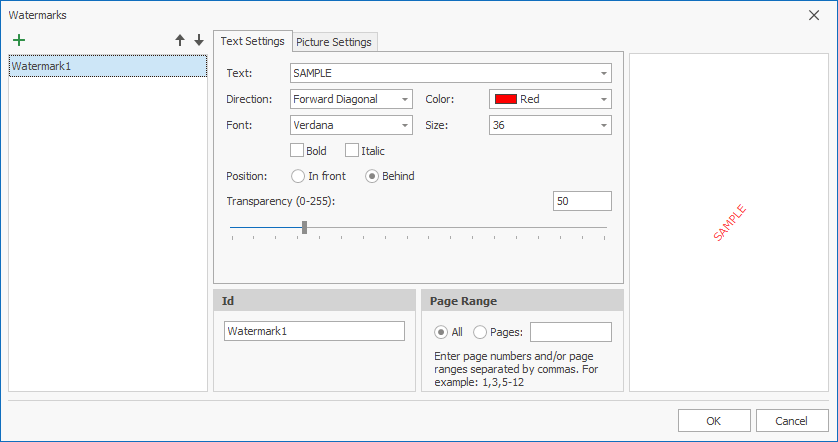 Watermarks
Text Settings
Picture Settings
Watermark1
Text: SAMPLE
Direction: Forward Diagonal Color: Red
Font: Verdana Size: 36
Bold Italic
Position: In front Behind
Transparency (0-255): 50
SAMPLE
Id
Watermark1
Page Range
All Pages:
Enter page numbers and/or page
ranges separated by commas. For
example: 1,3,5-12
OK Cancel